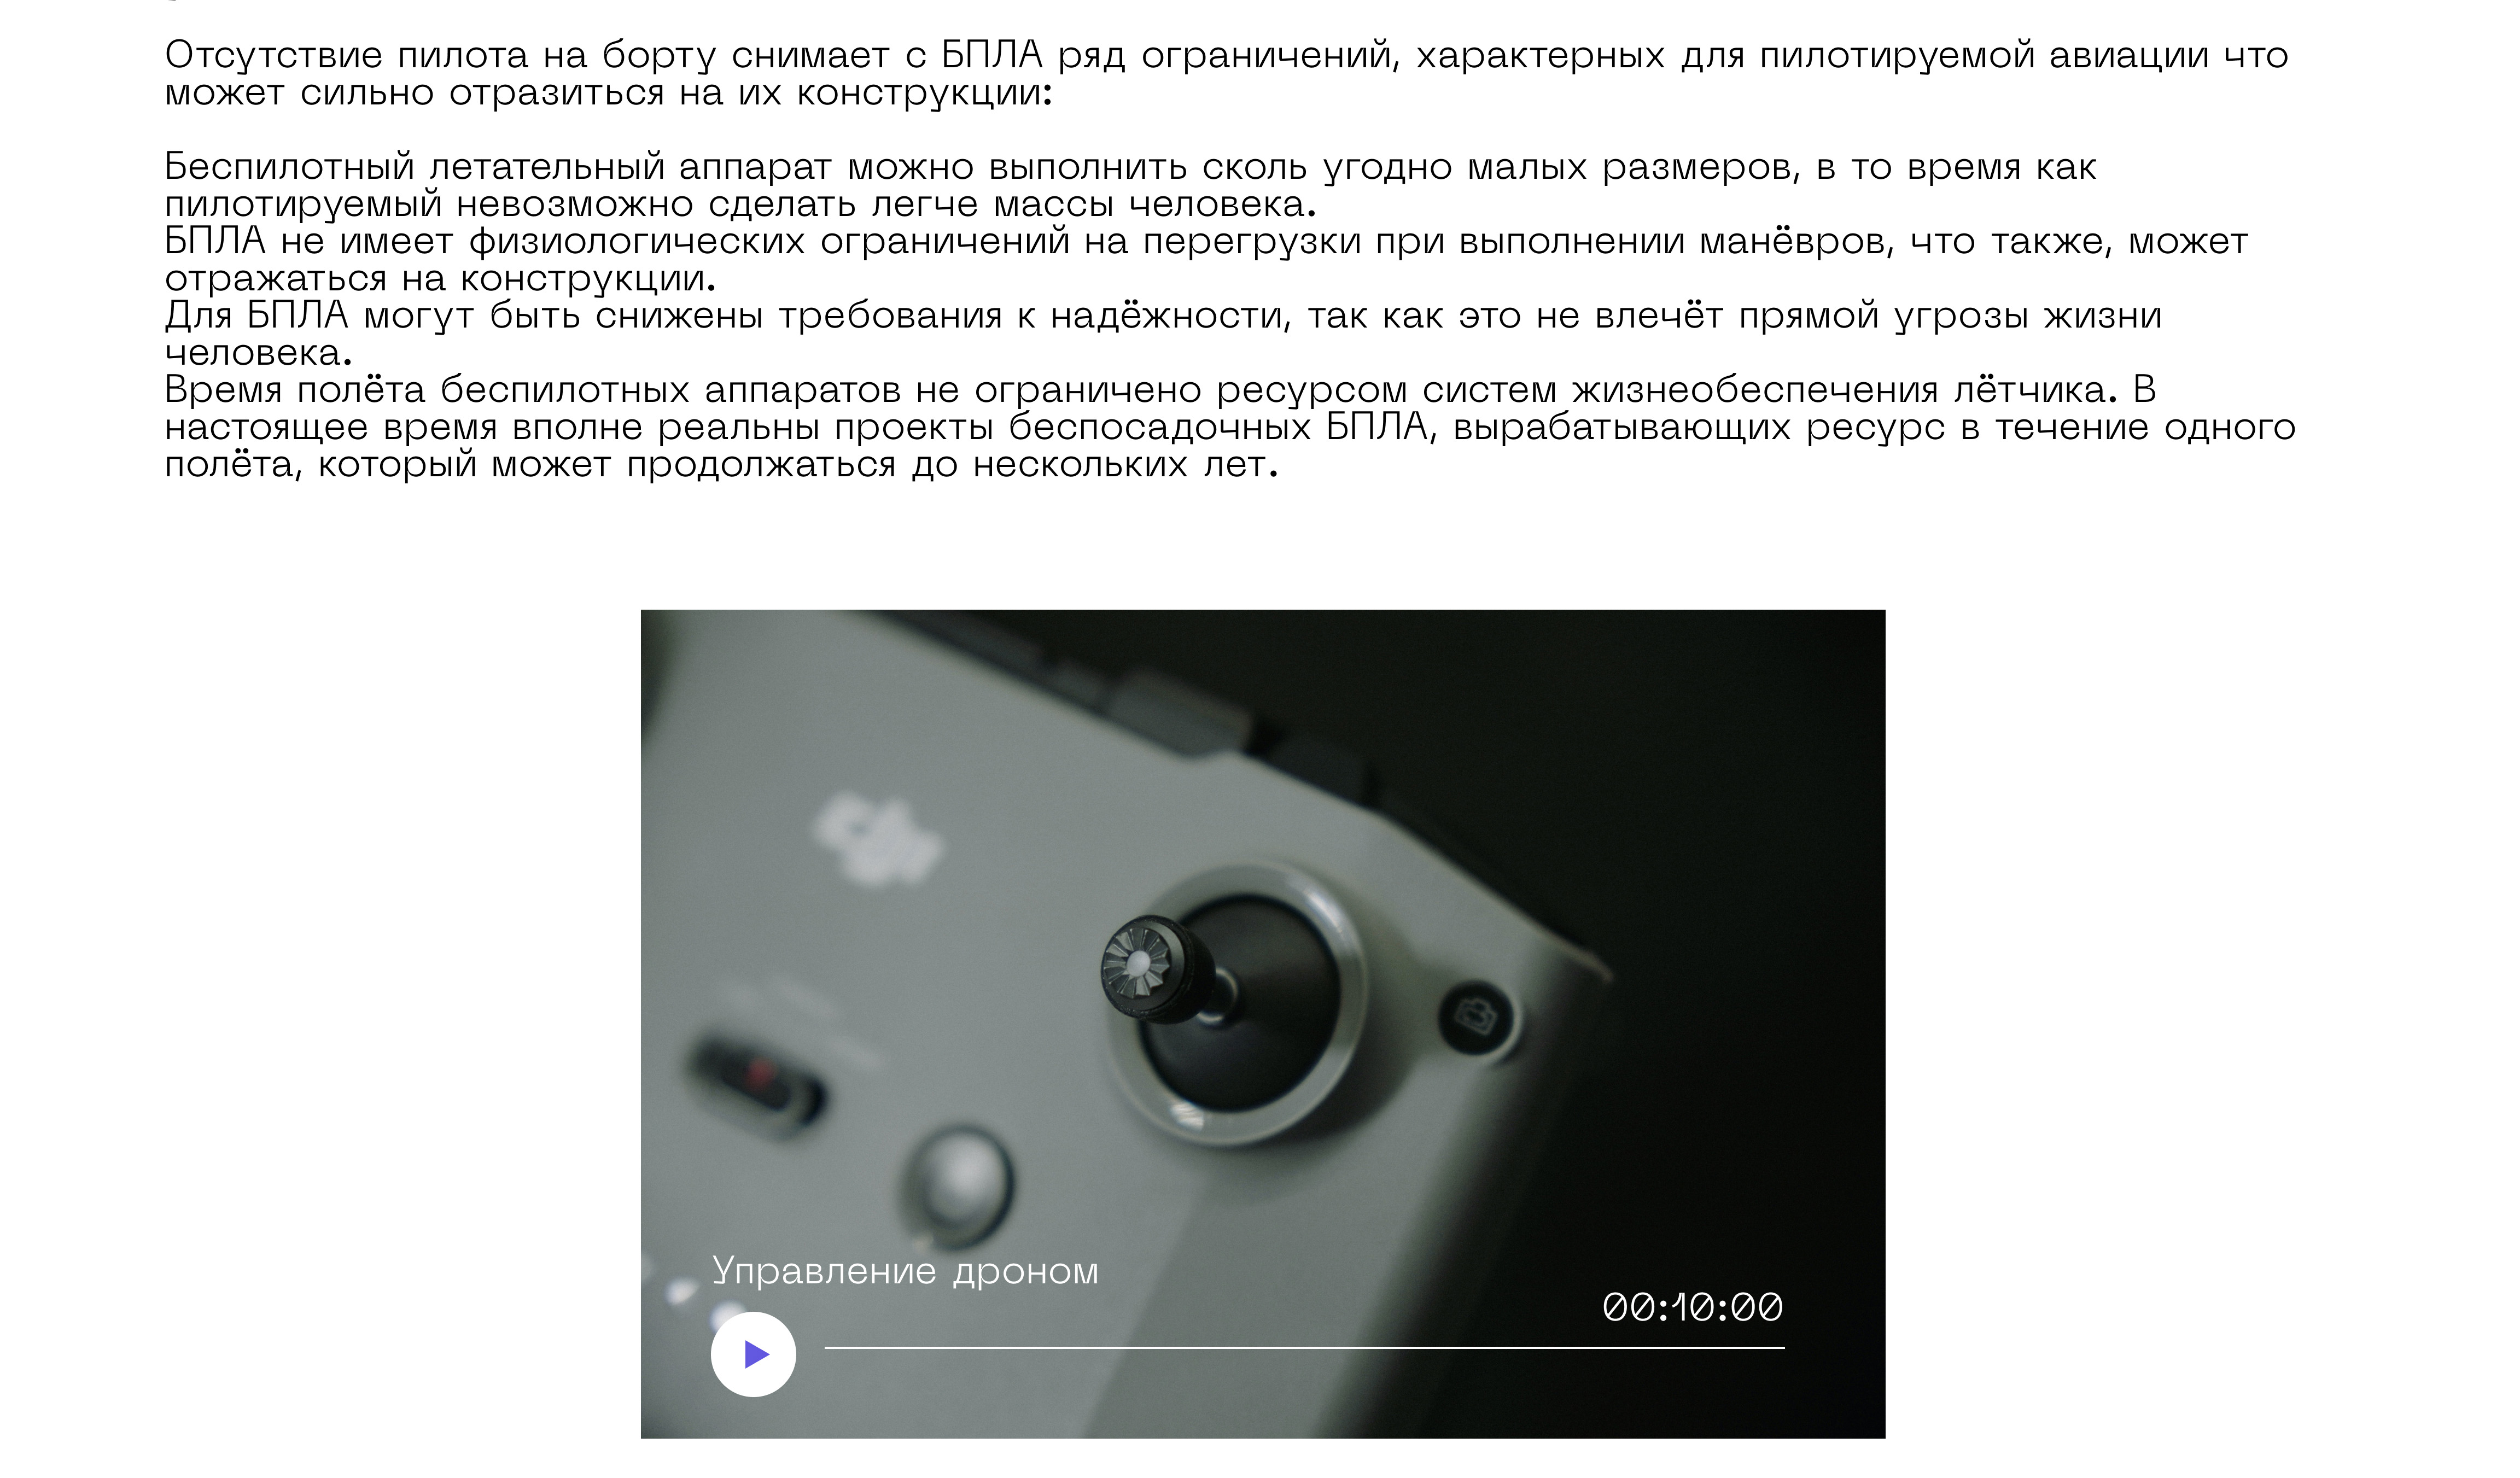 Отсутствие пилота на борту снимает с БПЛА ряд ограничений, характерных для пилотируемой авиации что
может сильно отразиться на их конструкции:
Беспилотный летательный аппарат можно выполнить сколь угодно малых размеров, в то время как
пилотируемый невозможно сделать легче массы человека.
БПЛА не имеет физиологических ограничений на перегрузки при выполнении манёвров, что также, может
отражаться на конструкции.
Для БПЛА могут быть снижены требования к надёжности, так как это не влечёт прямой угрозы жизни
человека.
Время полёта беспилотных аппаратов не ограничено ресурсом систем жизнеобеспечения лётчика. В
настоящее время вполне реальны проекты беспосадочных БПЛА, вырабатывающих ресурс в течение одного
полёта, который может продолжаться до нескольких лет.
Управление дроном
00:10:00